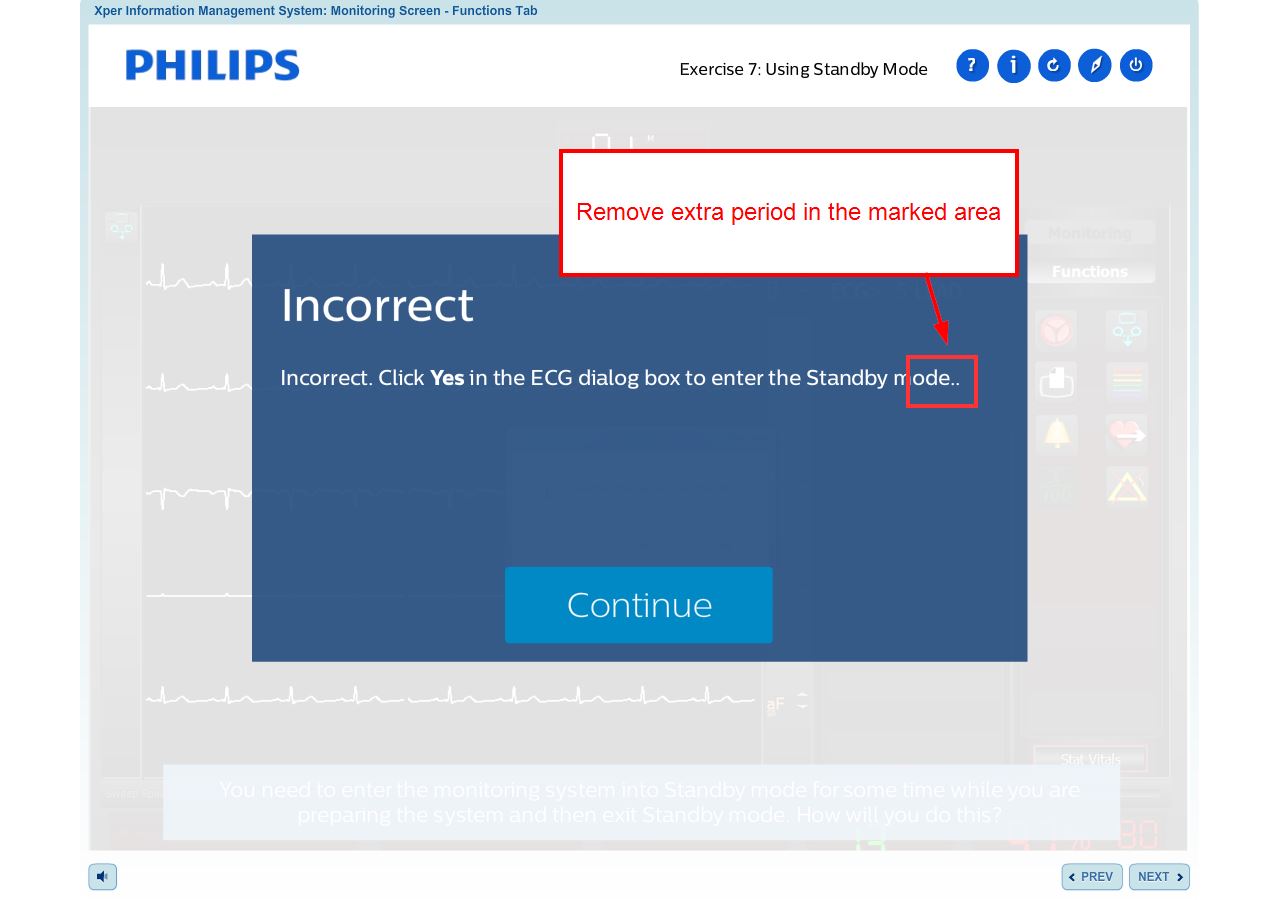 Xper Information Management System: Monitoring Screen - Functions Tab
PHILIPS
Exercise 7: Using Standby Mode
Remove extra period in the marked area
Monitoring
Functions
Incorrect
Incorrect. Click Yes in the ECG dialog box to enter the Standby mode..
Continue
aF
Stat Vitals
You need to enter the monitoring system into Standby mode for some time while you are
preparing the system and then exit Standby mode. How will you do this?
PREV
NEXT